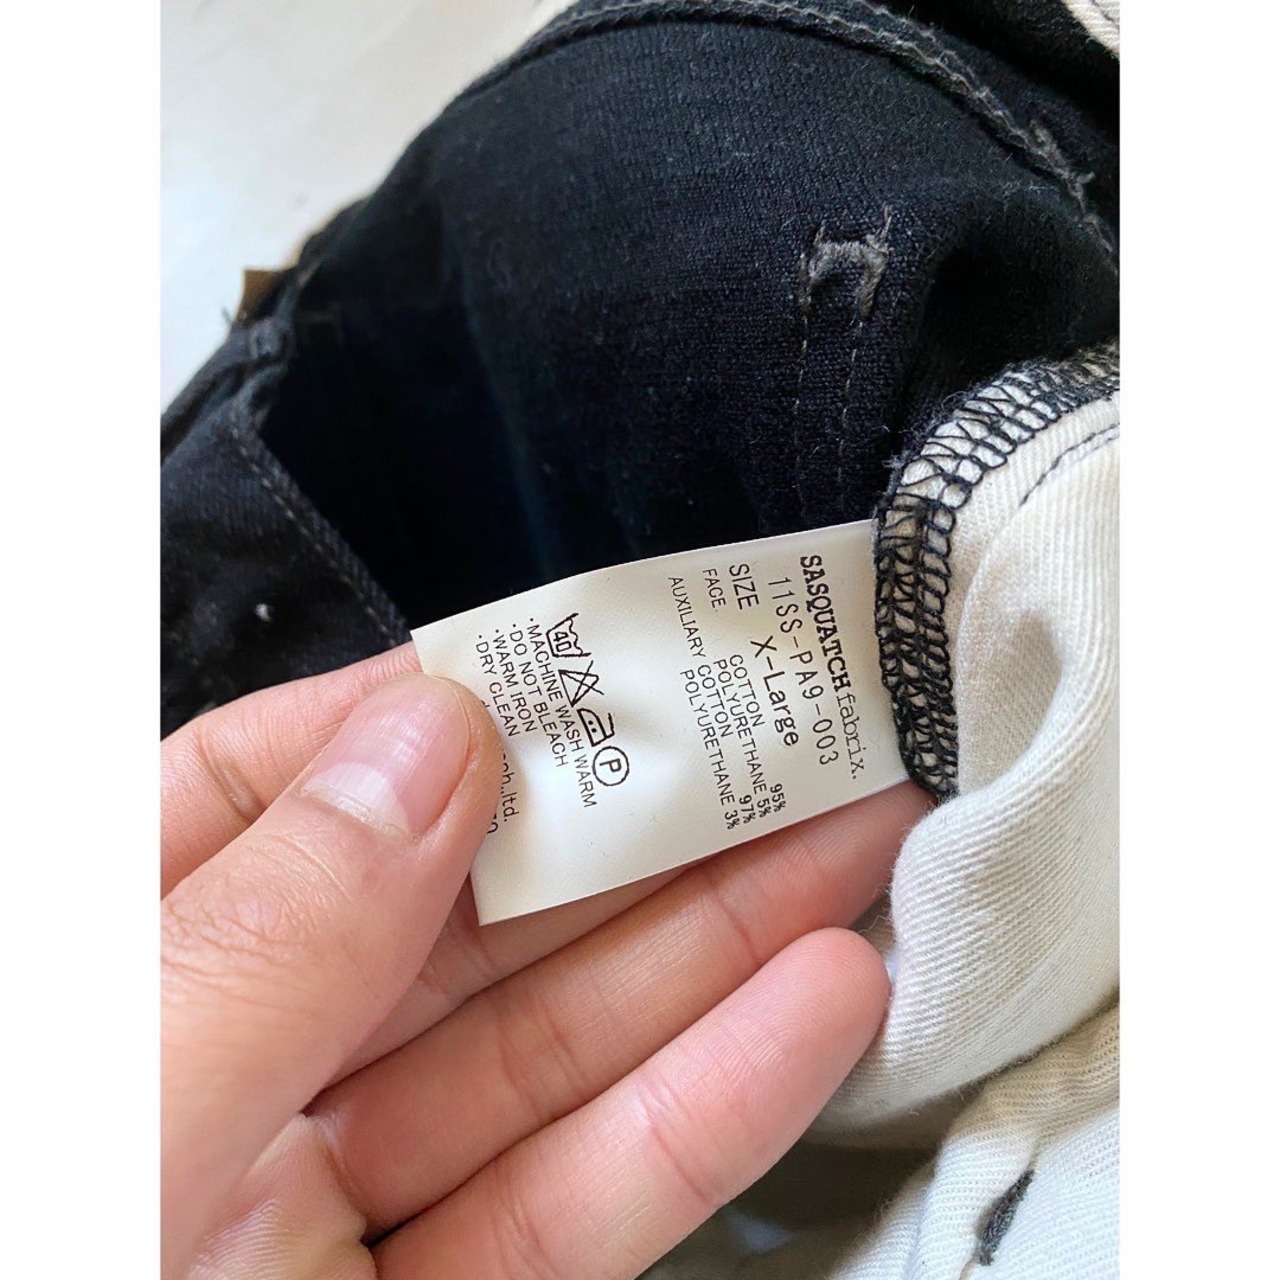 SASQUATCHfabrix.
11SS-PA9-003
SIZE X-Large
FACE. COTTON 95%
POLYURETHANE 5%
AUXILIARY COTTON 97%
POLYURETHANE 3%
40 P
·MACHINE WASH WARM
·DO NOT BLEACH
·WARM IRON
·DRY CLEAN
ltd.